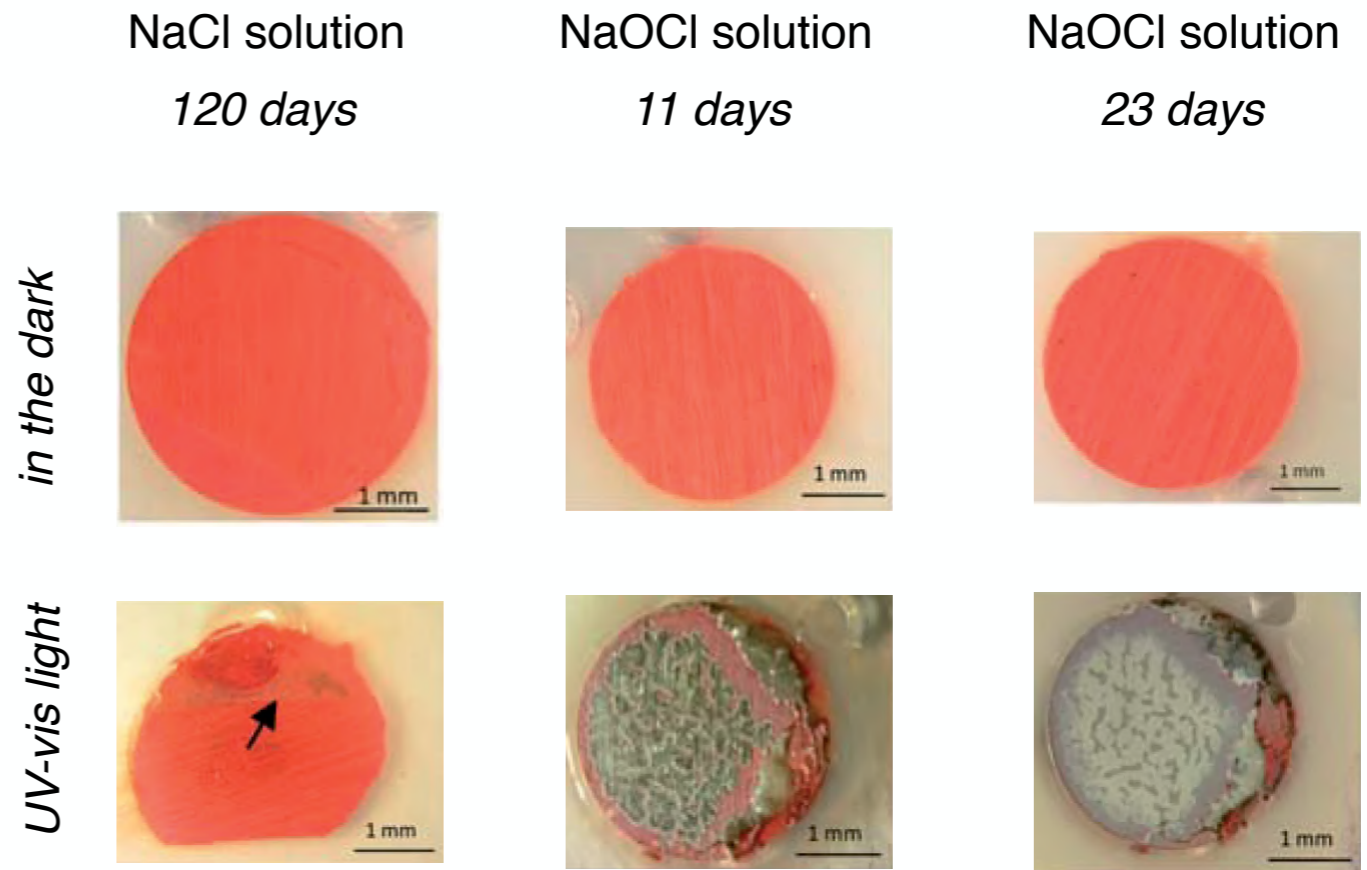 NaCl solution
120 days
NaOCl solution
11 days
NaOCl solution
23 days
in the dark
1 mm
1 mm
1 mm
UV-vis light
1 mm
1 mm
1 mm